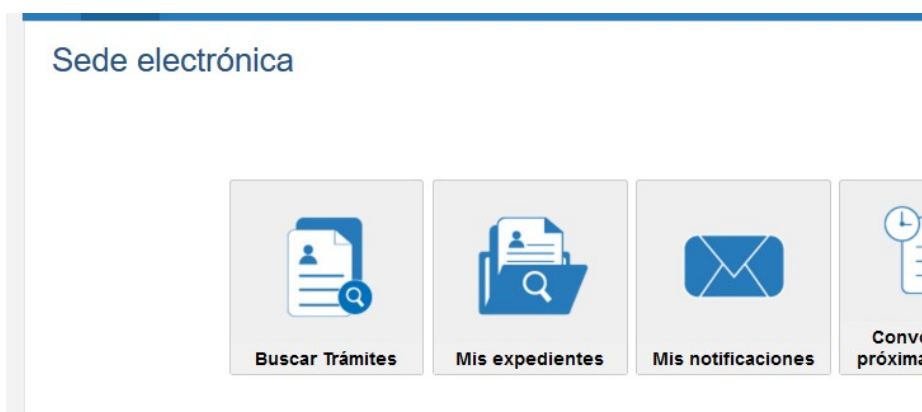 Sede electrónica
Buscar Trámites
Mis expedientes
Mis notificaciones